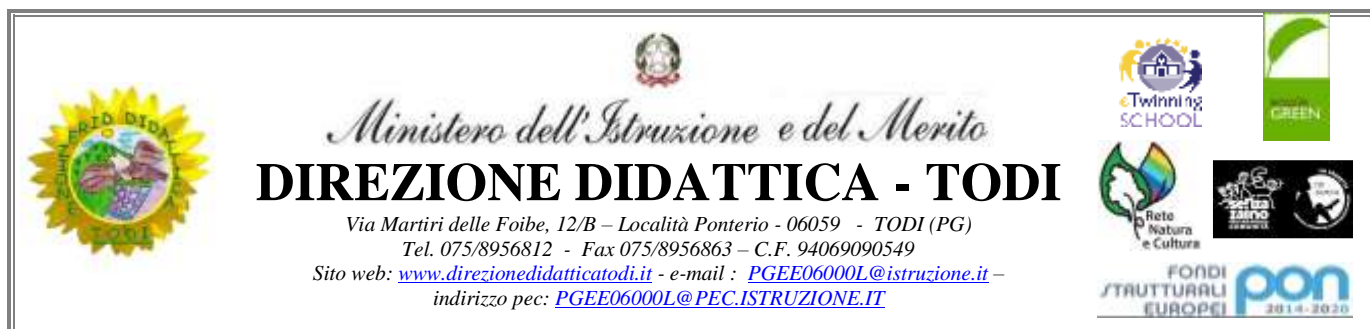 Ministero dell'Istruzione e del Merito
DIREZIONE DIDATTICA - TODI
Via Martiri delle Foibe, 12/B – Località Ponterio - 06059 - TODI (PG)
Tel. 075/8956812 - Fax 075/8956863 – C.F. 94069090549
Sito web: www.direzionedidatticatodi.it - e-mail : PGEE06000L@istruzione.it –
indirizzo pec: PGEE06000L@PEC.ISTRUZIONE.IT
TODI
eTwinning
SCHOOL
GREEN
Rete
Natura
e Cultura
senza
zaino
FONDI
STRUTTURALI
EUROPEI
pon
2014-2020